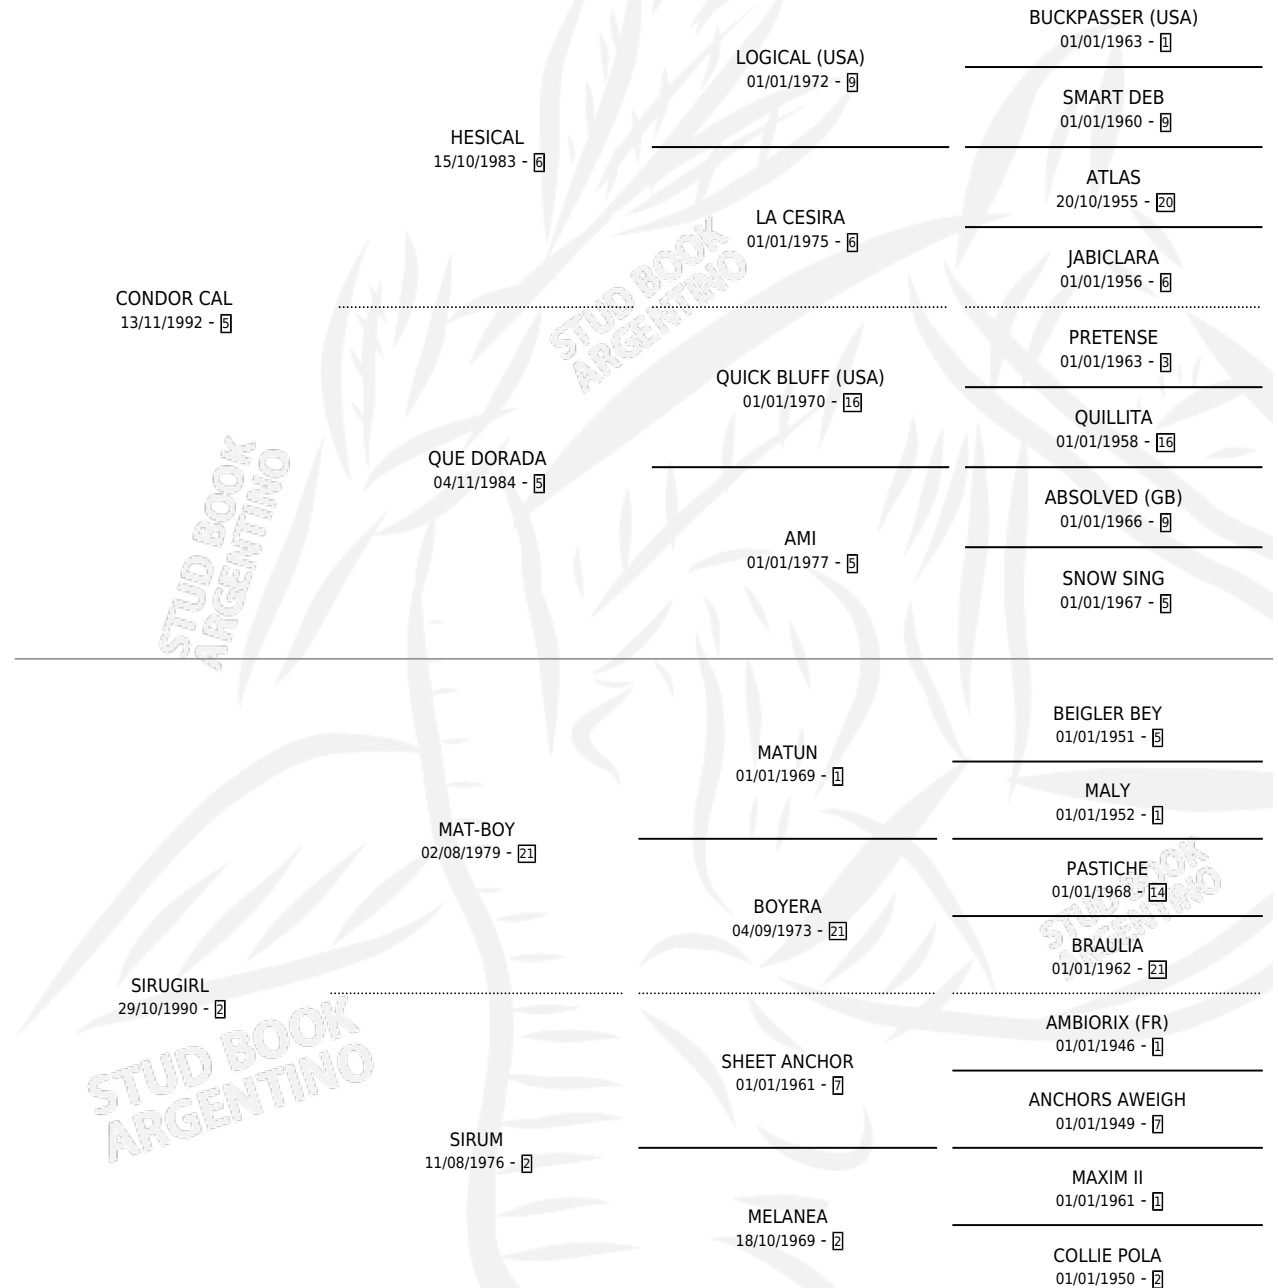 BUCKPASSER (USA)
01/01/1963 - 1
LOGICAL (USA)
01/01/1972 - 9
SMART DEB
01/01/1960 - 9
HESICAL
15/10/1983 - 6
ATLAS
20/10/1955 - 20
LA CESIRA
01/01/1975 - 6
JABICLARA
01/01/1956 - 6
CONDOR CAL
13/11/1992 - 5
PRETENSE
01/01/1963 - 3
QUICK BLUFF (USA)
01/01/1970 - 16
QUILLITA
01/01/1958 - 16
QUE DORADA
04/11/1984 - 5
ABSOLVED (GB)
01/01/1966 - 9
AMI
01/01/1977 - 5
SNOW SING
01/01/1967 - 5
STUD BOOK
ARGENTINO
STUD BOOK
ARGENTINO
BEIGLER BEY
01/01/1951 - 5
MATUN
01/01/1969 - 1
MALY
01/01/1952 - 1
MAT-BOY
02/08/1979 - 21
PASTICHE
01/01/1968 - 14
BOYERA
04/09/1973 - 21
BRAULIA
01/01/1962 - 21
STUD BOOK
ARGENTINO
SIRUGIRL
29/10/1990 - 2
AMBIORIX (FR)
01/01/1946 - 1
SHEET ANCHOR
01/01/1961 - 7
ANCHORS AWEIGH
01/01/1949 - 7
STUD BOOK
ARGENTINO
SIRUM
11/08/1976 - 2
MAXIM II
01/01/1961 - 1
MELANEA
18/10/1969 - 2
COLLIE POLA
01/01/1950 - 2